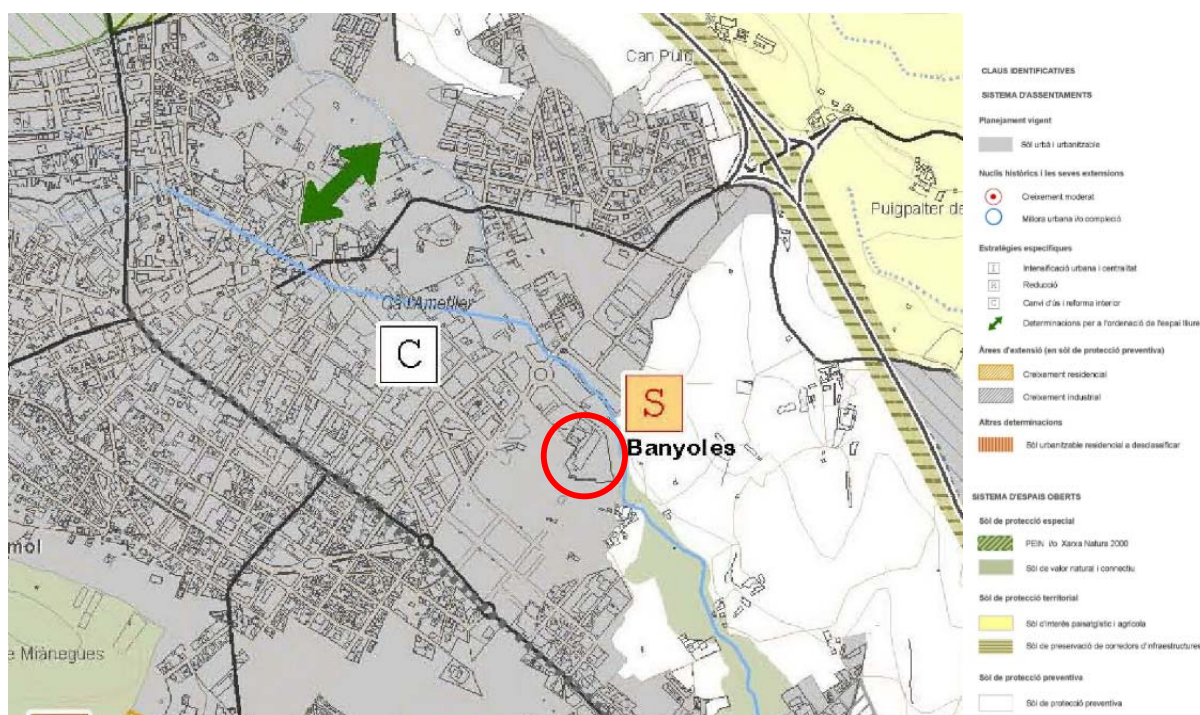 Can Puig
Puigpalter de
Ca l'Ametller
C
S
Banyoles
mol
e Miànegues
CLAUS IDENTIFICATIVES
SISTEMA D'ASSENTAMENTS
Planejament vigent
Sòl urbà i urbanitzable
Nuclis històrics i les seves extensions
Creixement moderat
Millora urbana i/o compleció
Estratègies específiques
I Intensificació urbana i centralitat
R Reducció
C Canvi d'ús i reforma interior
Determinacions per a l'ordenació de l'espai lliure
Àrees d'extensió (en sòl de protecció preventiva)
Creixement residencial
Creixement industrial
Altres determinacions
Sòl urbanitzable residencial a desclassificar
SISTEMA D'ESPAIS OBERTS
Sòl de protecció especial
PEIN i/o Xarxa Natura 2000
Sòl de valor natural i connectiu
Sòl de protecció territorial
Sòl d'interès paisatgístic i agrícola
Sòl de preservació de corredors d'infraestructures
Sòl de protecció preventiva
Sòl de protecció preventiva